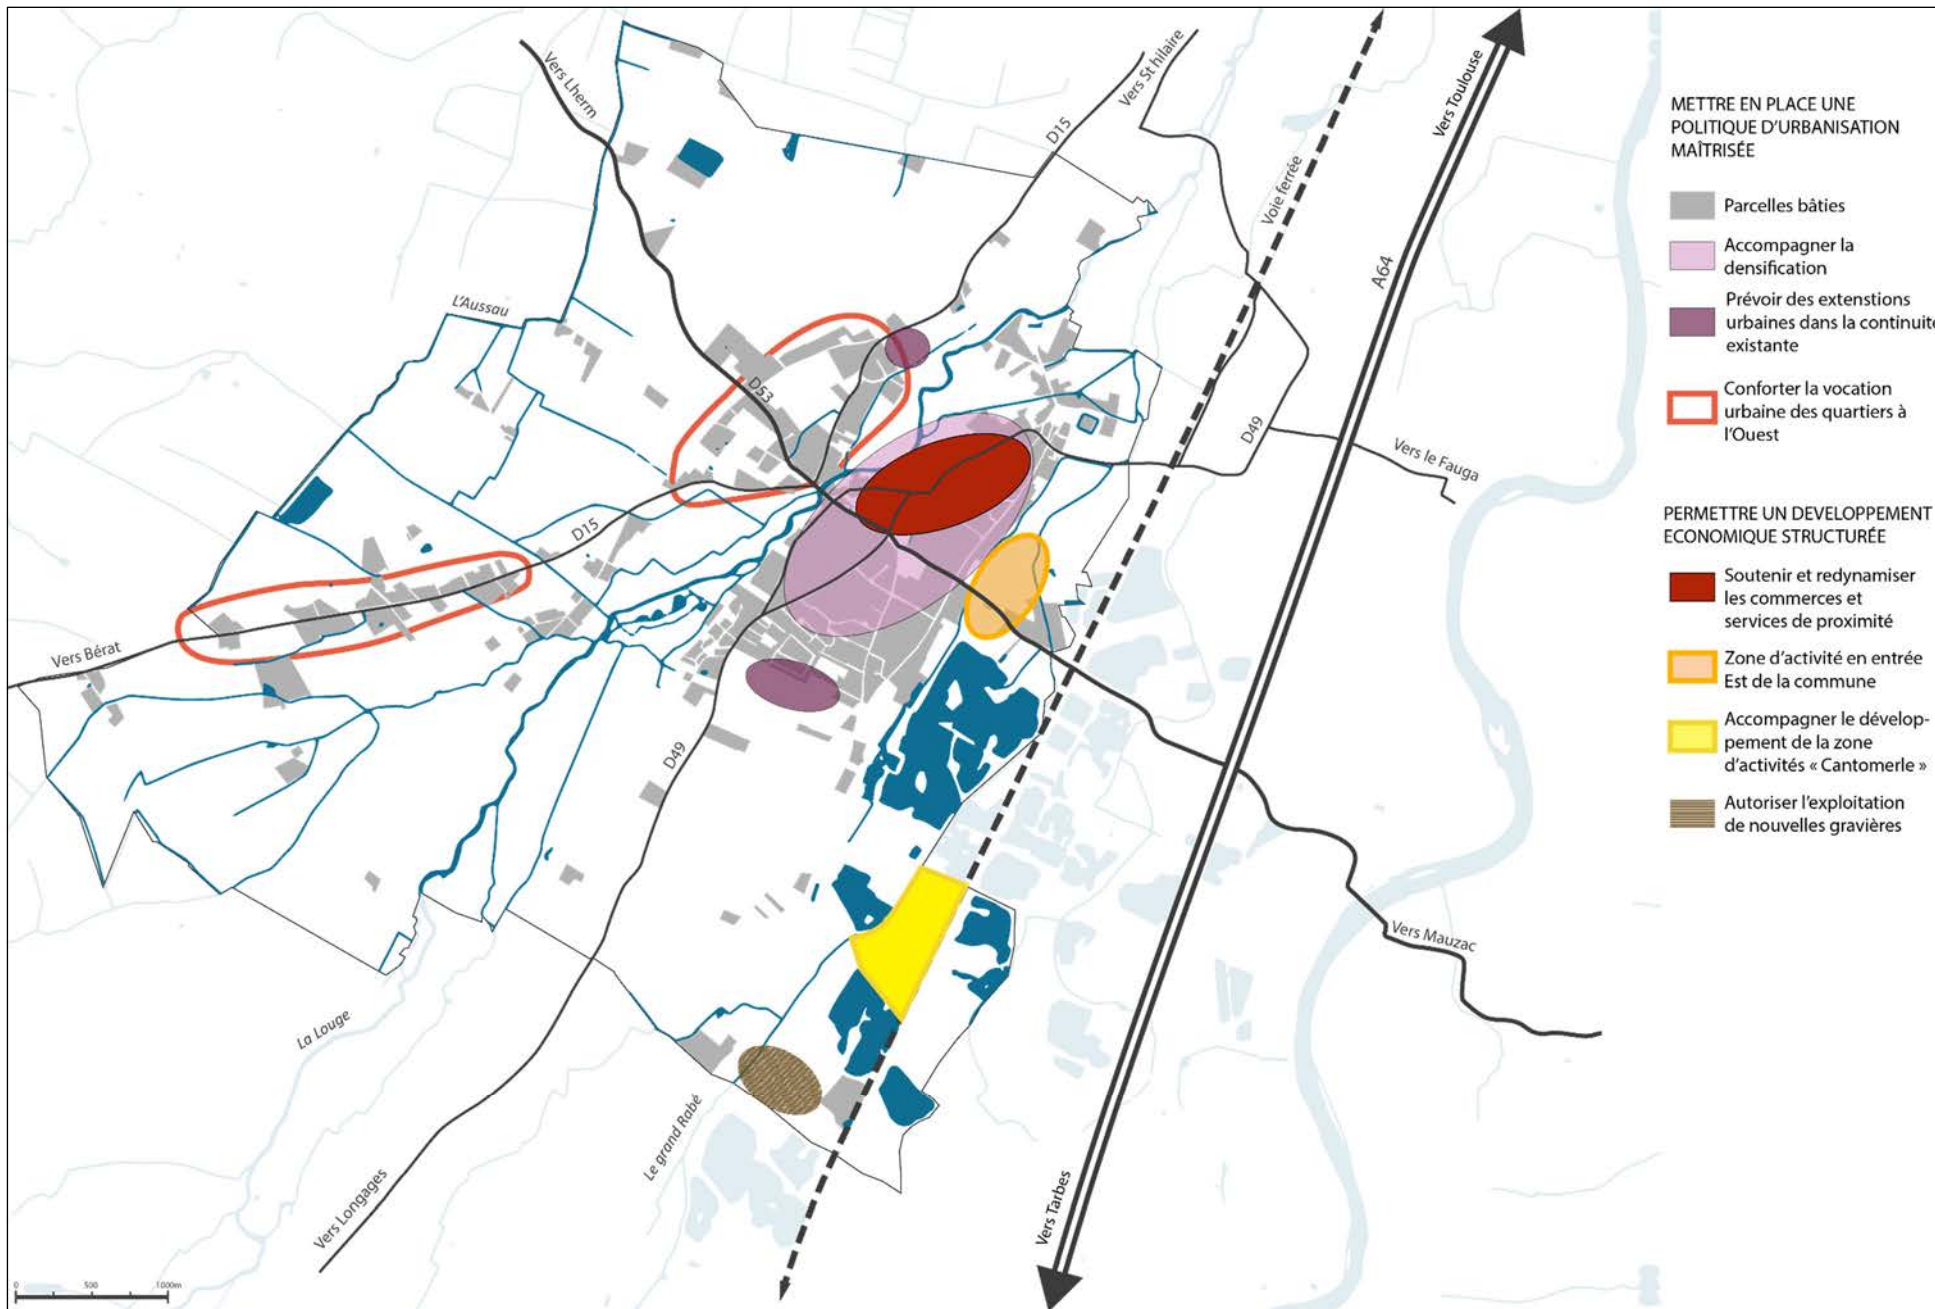 Vers Lherm
Vers St hilaire
D15
Voie ferrée
Vers Toulouse
A64
L'Aussau
D53
D49
Vers le Fauga
D15
Vers Bérat
D49
Vers Mauzac
La Louge
Le grand Rabé
Vers Longages
Vers Tarbes
0 500 1000m
METTRE EN PLACE UNE
POLITIQUE D'URBANISATION
MAÎTRISÉE
Parcelles bâties
Accompagner la
densification
Prévoir des extenstions
urbaines dans la continuité
existante
Conforter la vocation
urbaine des quartiers à
l'Ouest
PERMETTRE UN DEVELOPPEMENT
ECONOMIQUE STRUCTURÉE
Soutenir et redynamiser
les commerces et
services de proximité
Zone d'activité en entrée
Est de la commune
Accompagner le dévelop-
pement de la zone
d'activités « Cantomerle »
Autoriser l'exploitation
de nouvelles gravières